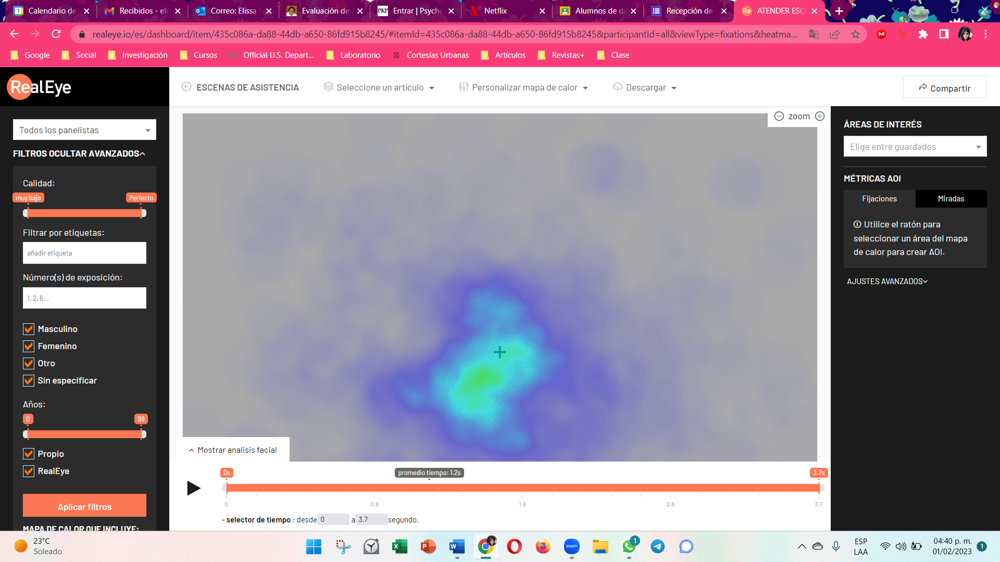 Calendario de
Recibidos - eli
Correo: Elissa
Evaluación de
PKP
Entrar | Psycho
Netflix
Alumnos de d
Recepción de
Re
ATENDER ESC
realeye.io/es/dashboard/item/435c086a-da88-44db-a650-86fd915b8245/#itemId=435c086a-da88-44db-a650-86fd915b8245&participantId=all&viewType=fixations&heatma...
Google
Social
Investigación
Cursos
Official U.S. Depart...
Laboratorio
Cortesías Urbanas
Artículos
Revistas+
Clase
RealEye
ESCENAS DE ASISTENCIA
Seleccione un artículo
Personalizar mapa de calor
Descargar
Compartir
zoom
Todos los panelistas
FILTROS OCULTAR AVANZADOS
Calidad:
muy bajo
Perfecto
Filtrar por etiquetas:
añadir etiqueta
Número(s) de exposición:
1, 2, 6...
Masculino
Femenino
Otro
Sin especificar
Años:
0
99
Propio
RealEye
Aplicar filtros
MAPA DE CALOR QUE INCLUYE:
Mostrar analisis facial
0s
promedio tiempo: 1.2s
3.7s
0
0.9
1.9
2.8
3.7
- selector de tiempo : desde 0 a 3.7 segundo.
ÁREAS DE INTERÉS
Elige entre guardados
MÉTRICAS AOI
Fijaciones
Miradas
Utilice el ratón para
seleccionar un área del mapa
de calor para crear AOI.
AJUSTES AVANZADOS
23°C
Soleado
zoom
1
ESP
LAA
04:40 p. m.
01/02/2023
1